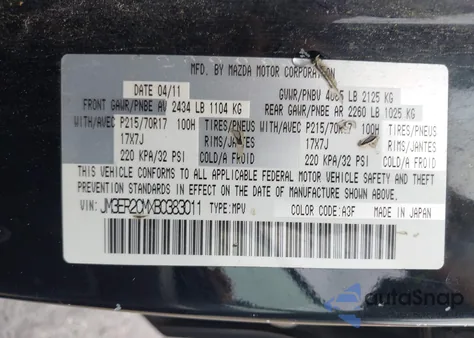 MFD. BY MAZDA MOTOR CORPORATION
DATE 04/11 GVWR/PNBV LB 2125 KG
FRONT GAWR/PNBE AV 2434 LB 1104 KG REAR GAWR/PNBE AR 2260 LB 1025 KG
WITH/AVEC P215/70R17 100H TIRES/PNEUS WITH/AVEC P215/70R17 100H TIRES/PNEUS
17X7J RIMS/JANTES 17X7J RIMS/JANTES
220 KPA/32 PSI COLD/A FROID 220 KPA/32 PSI COLD/A FROID
THIS VEHICLE CONFORMS TO ALL APPLICABLE FEDERAL MOTOR VEHICLE SAFETY AND THEFT
PREVENTION STANDARDS IN EFFECT ON THE DATE OF MANUFACTURE SHOWN ABOVE.
VIN: JM3ER2CMXB0383011 TYPE:MPV COLOR CODE:A3F MADE IN JAPAN
autoSnap